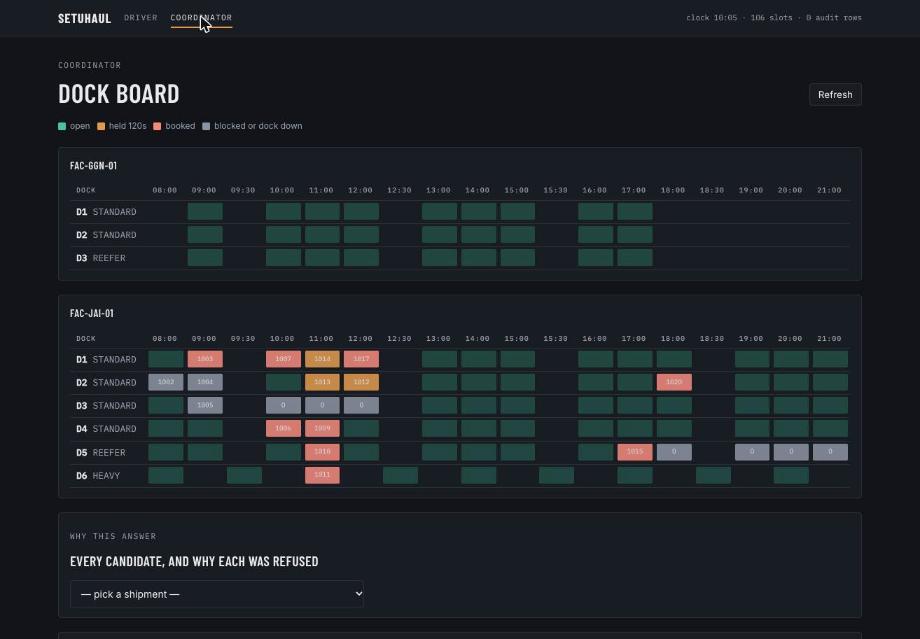 SETUHAUL DRIVER COORDINATOR clock 10:05 · 106 slots · 0 audit rows
COORDINATOR
DOCK BOARD
Refresh
open held 120s booked blocked or dock down
FAC-GGN-01
DOCK 08:00 09:00 09:30 10:00 11:00 12:00 12:30 13:00 14:00 15:00 15:30 16:00 17:00 18:00 18:30 19:00 20:00 21:00
D1 STANDARD
D2 STANDARD
D3 REEFER
FAC-JAI-01
DOCK 08:00 09:00 09:30 10:00 11:00 12:00 12:30 13:00 14:00 15:00 15:30 16:00 17:00 18:00 18:30 19:00 20:00 21:00
D1 STANDARD 1003 1007 1014 1017
D2 STANDARD 1002 1004 1013 1012 1020
D3 STANDARD 1005 0 0 0
D4 STANDARD 1006 1009
D5 REEFER 1010 1015 0 0 0 0
D6 HEAVY 1011
WHY THIS ANSWER
EVERY CANDIDATE, AND WHY EACH WAS REFUSED
— pick a shipment —